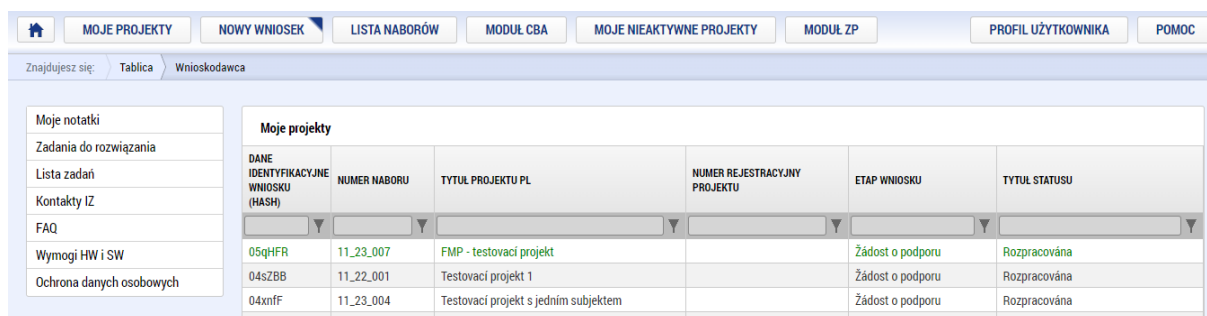 MOJE PROJEKTY NOWY WNIOSEK LISTA NABORÓW MODUŁ CBA MOJE NIEAKTYWNE PROJEKTY MODUŁ ZP PROFIL UŻYTKOWNIKA POMOC
Znajdujesz się: Tablica Wnioskodawca
Moje notatki
Zadania do rozwiązania
Lista zadań
Kontakty IZ
FAQ
Wymogi HW i SW
Ochrona danych osobowych
Moje projekty
DANE IDENTYFIKACYJNE WNIOSKU (HASH) NUMER NABORU TYTUŁ PROJEKTU PL NUMER REJESTRACYJNY PROJEKTU ETAP WNIOSKU TYTUŁ STATUSU
05qHFR 11_23_007 FMP - testovací projekt Žádost o podporu Rozpracována
04sZBB 11_22_001 Testovací projekt 1 Žádost o podporu Rozpracována
04xnfF 11_23_004 Testovací projekt s jedním subjektem Žádost o podporu Rozpracována